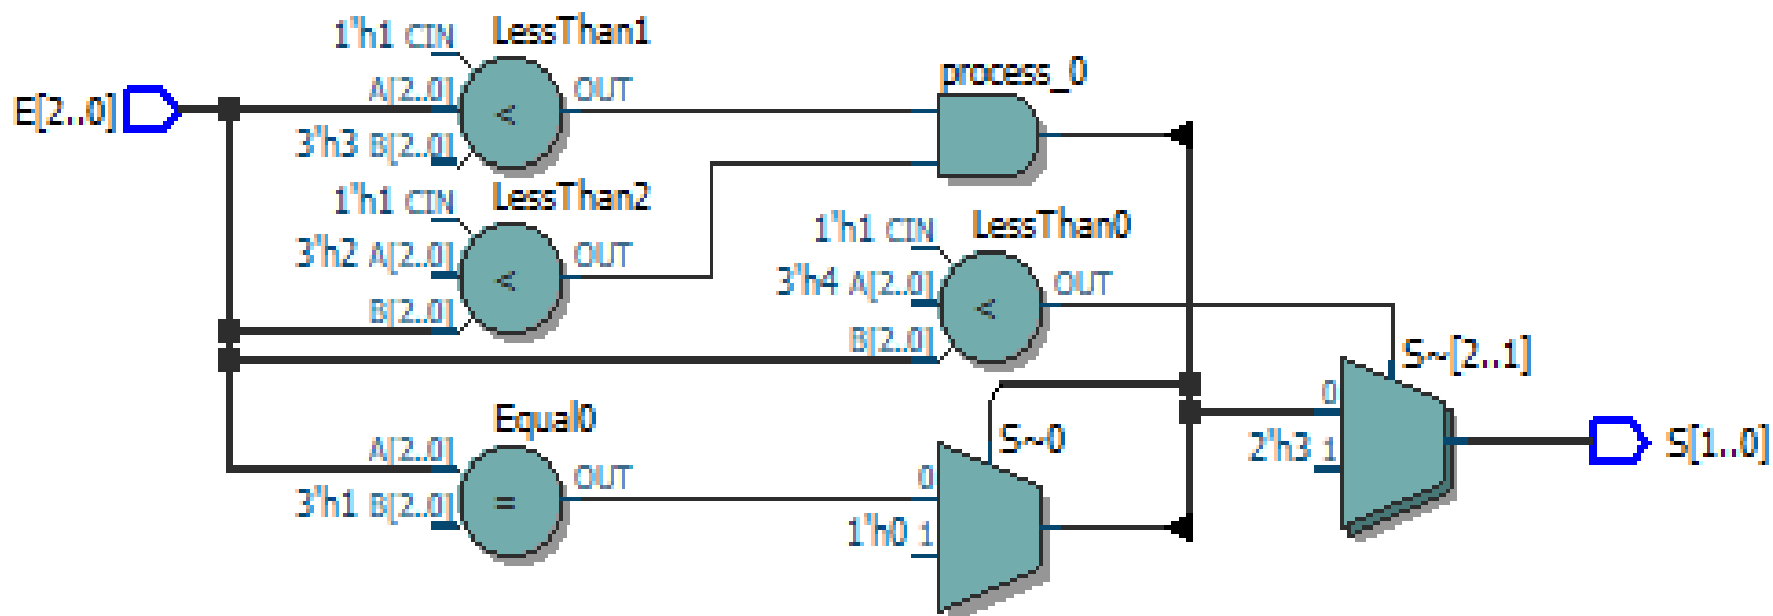 1'h1 CIN LessThan1
E[2..0] A[2..0] < OUT
3'h3 B[2..0]
process_0
1'h1 CIN LessThan2
3'h2 A[2..0] < OUT
B[2..0]
1'h1 CIN LessThan0
3'h4 A[2..0] < OUT
B[2..0]
Equal0
A[2..0] OUT
3'h1 B[2..0] =
S~0
0
1'h0 1
S~[2..1]
0
2'h3 1
S[1..0]